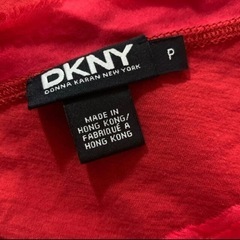 DKNY
DONNA KARAN NEW YORK
P
MADE IN
HONG KONG/
FABRIQUÉ A
HONG KONG